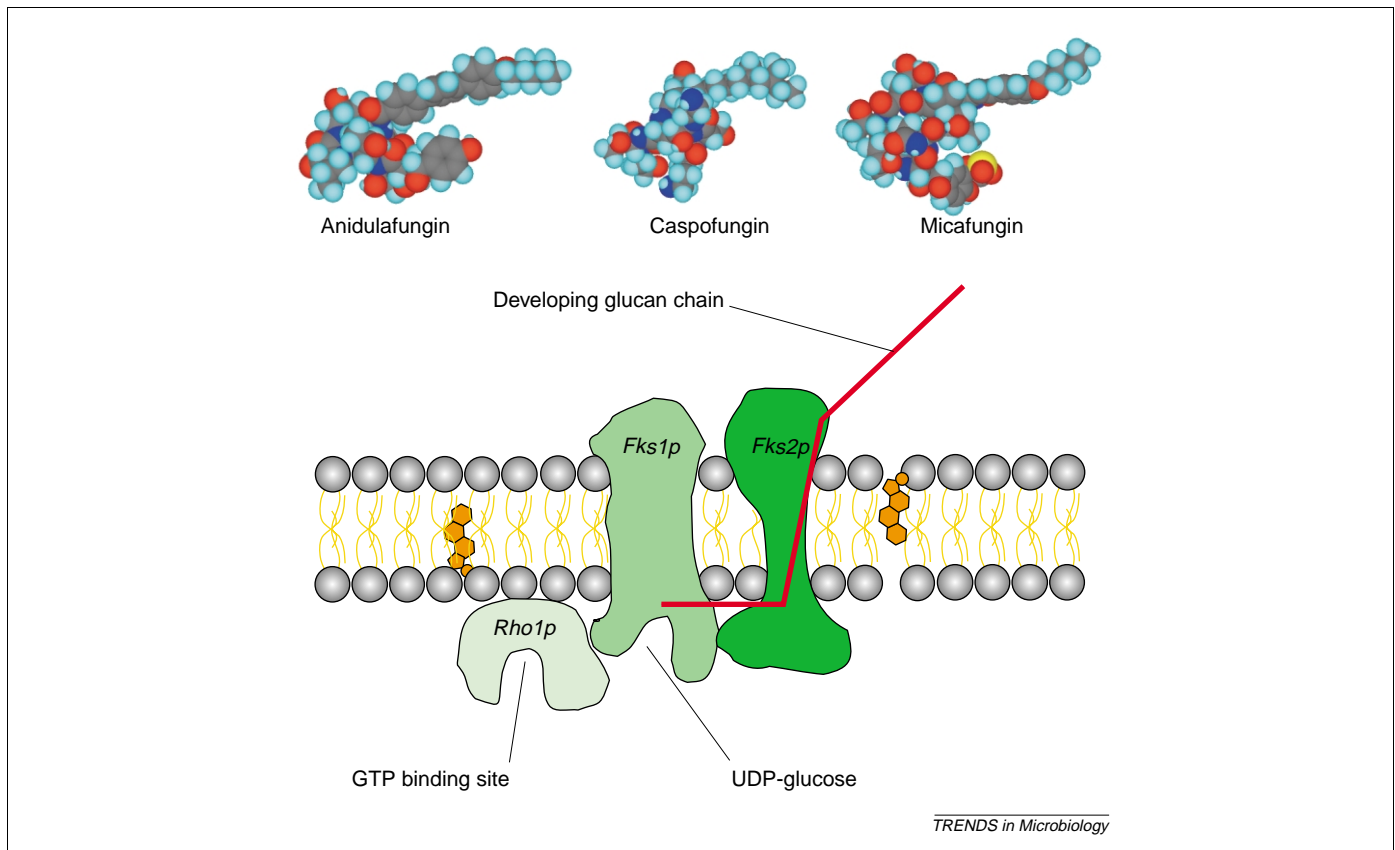 Anidulafungin
Caspofungin
Micafungin
Developing glucan chain
Fks1p
Fks2p
Rho1p
GTP binding site
UDP-glucose
TRENDS in Microbiology